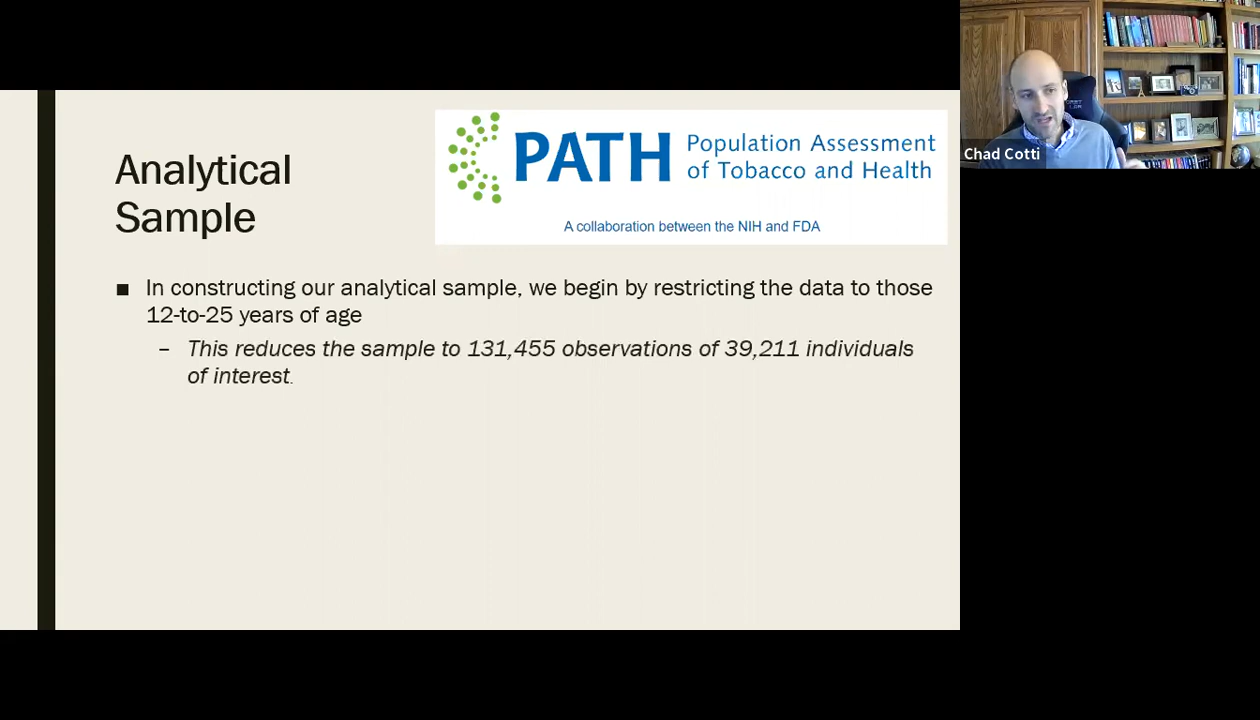 Analytical
Sample
PATH
Population Assessment
of Tobacco and Health
A collaboration between the NIH and FDA
■ In constructing our analytical sample, we begin by restricting the data to those
12-to-25 years of age
– This reduces the sample to 131,455 observations of 39,211 individuals
of interest.
Chad Cotti